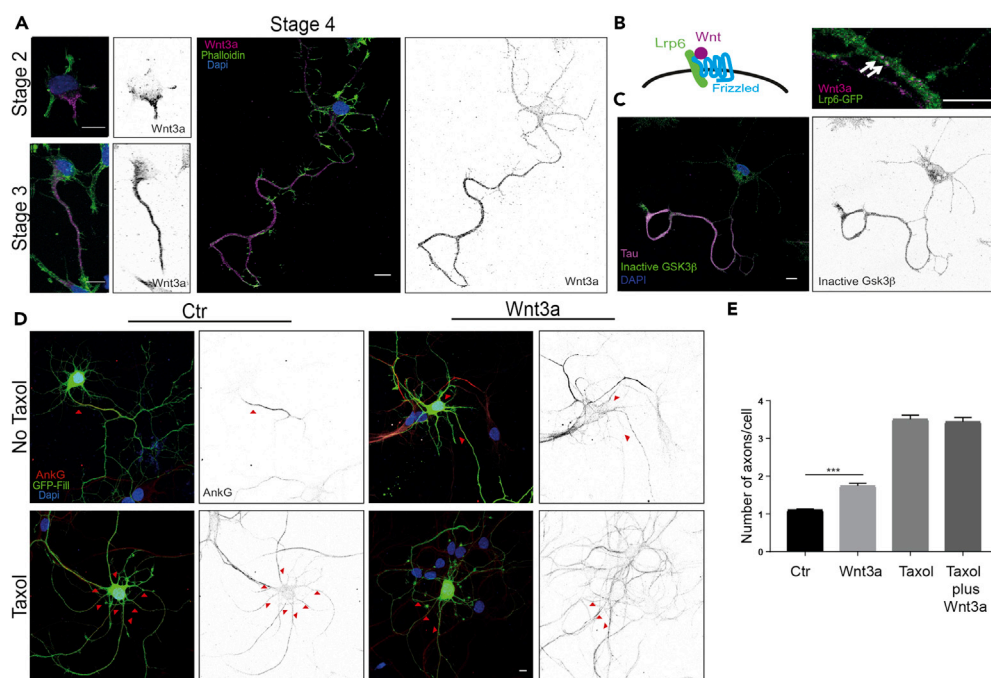 A
Stage 4
Stage 2
Wnt3a
Phalloidin
Dapi
Wnt3a
Stage 3
Wnt3a
Wnt3a
B
Lrp6
Wnt
Frizzled
Wnt3a
Lrp6-GFP
C
Tau
Inactive GSK3β
DAPI
Inactive Gsk3β
D
Ctr
Wnt3a
No Taxol
AnkG
GFP-Fill
Dapi
AnkG
Taxol
E
Number of axons/cell
4
3
2
1
0
***
Ctr
Wnt3a
Taxol
Taxol
plus
Wnt3a